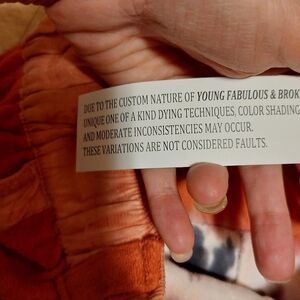 DUE TO THE CUSTOM NATURE OF YOUNG FABULOUS & BROK
UNIQUE ONE OF A KIND DYING TECHNIQUES, COLOR SHADING
AND MODERATE INCONSISTENCIES MAY OCCUR.
THESE VARIATIONS ARE NOT CONSIDERED FAULTS.